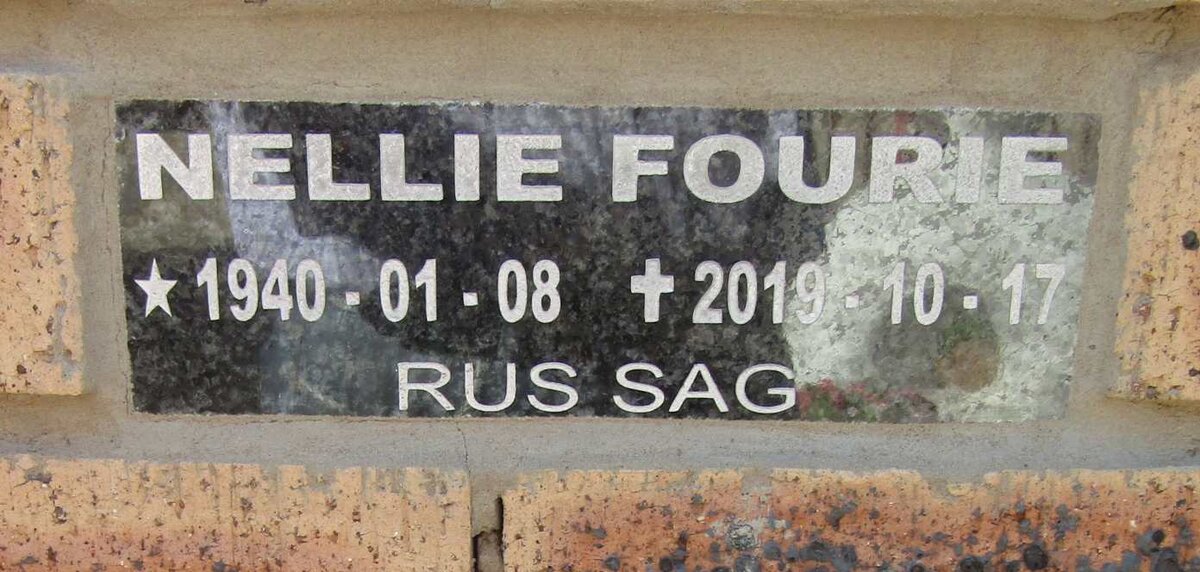 NELLIE FOURIE
★ 1940 · 01 · 08 ✝ 2019 · 10 · 17
RUS SAG